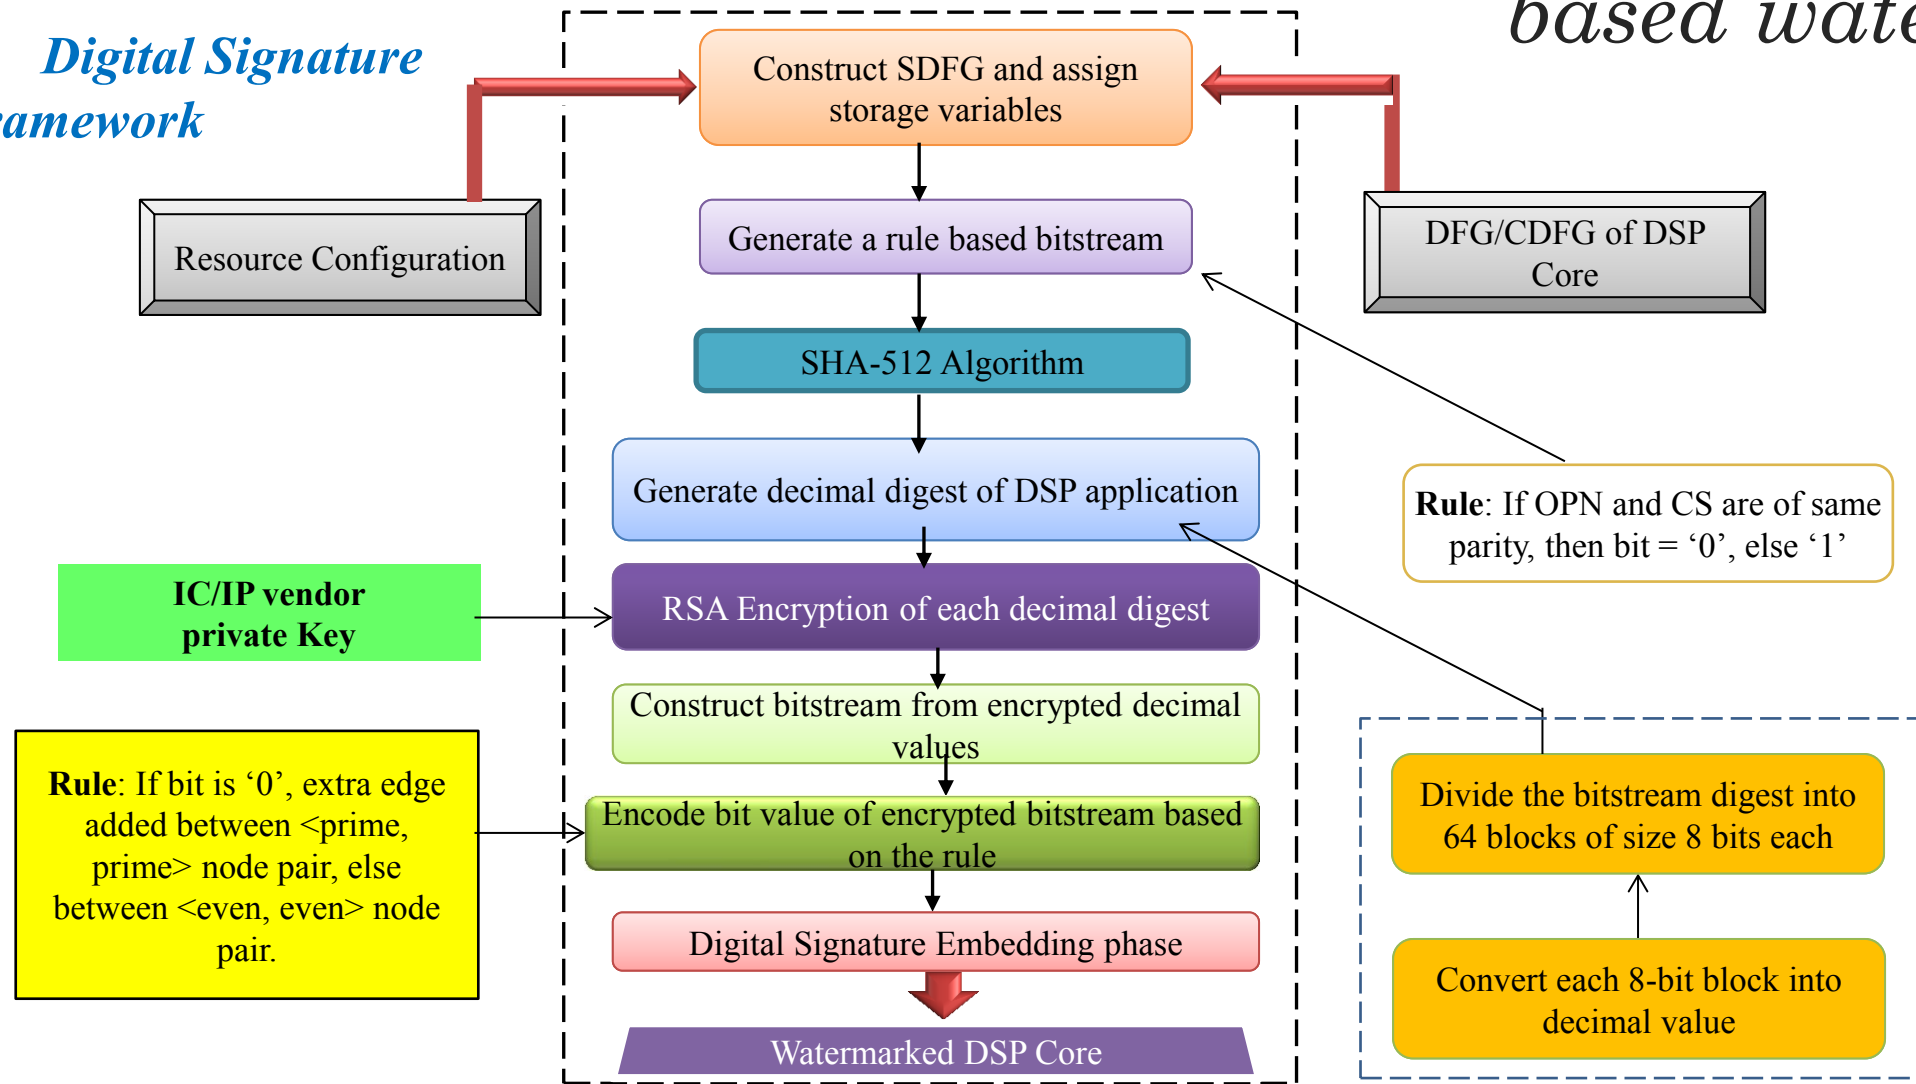 Digital Signature
based
Construct SDFG and assign
storage variables
Resource Configuration
DFG/CDFG of DSP
Core
Generate a rule based bitstream
SHA-512 Algorithm
Generate decimal digest of DSP application
Rule: If OPN and CS are of same
parity, then bit = ‘0’, else ‘1’
IC/IP vendor
private Key
RSA Encryption of each decimal digest
Construct bitstream from encrypted decimal
values
Rule: If bit is ‘0’, extra edge
added between <prime,
prime> node pair, else
between <even, even> node
pair.
Encode bit value of encrypted bitstream based
on the rule
Divide the bitstream digest into
64 blocks of size 8 bits each
Digital Signature Embedding phase
Convert each 8-bit block into
decimal value
Watermarked DSP Core